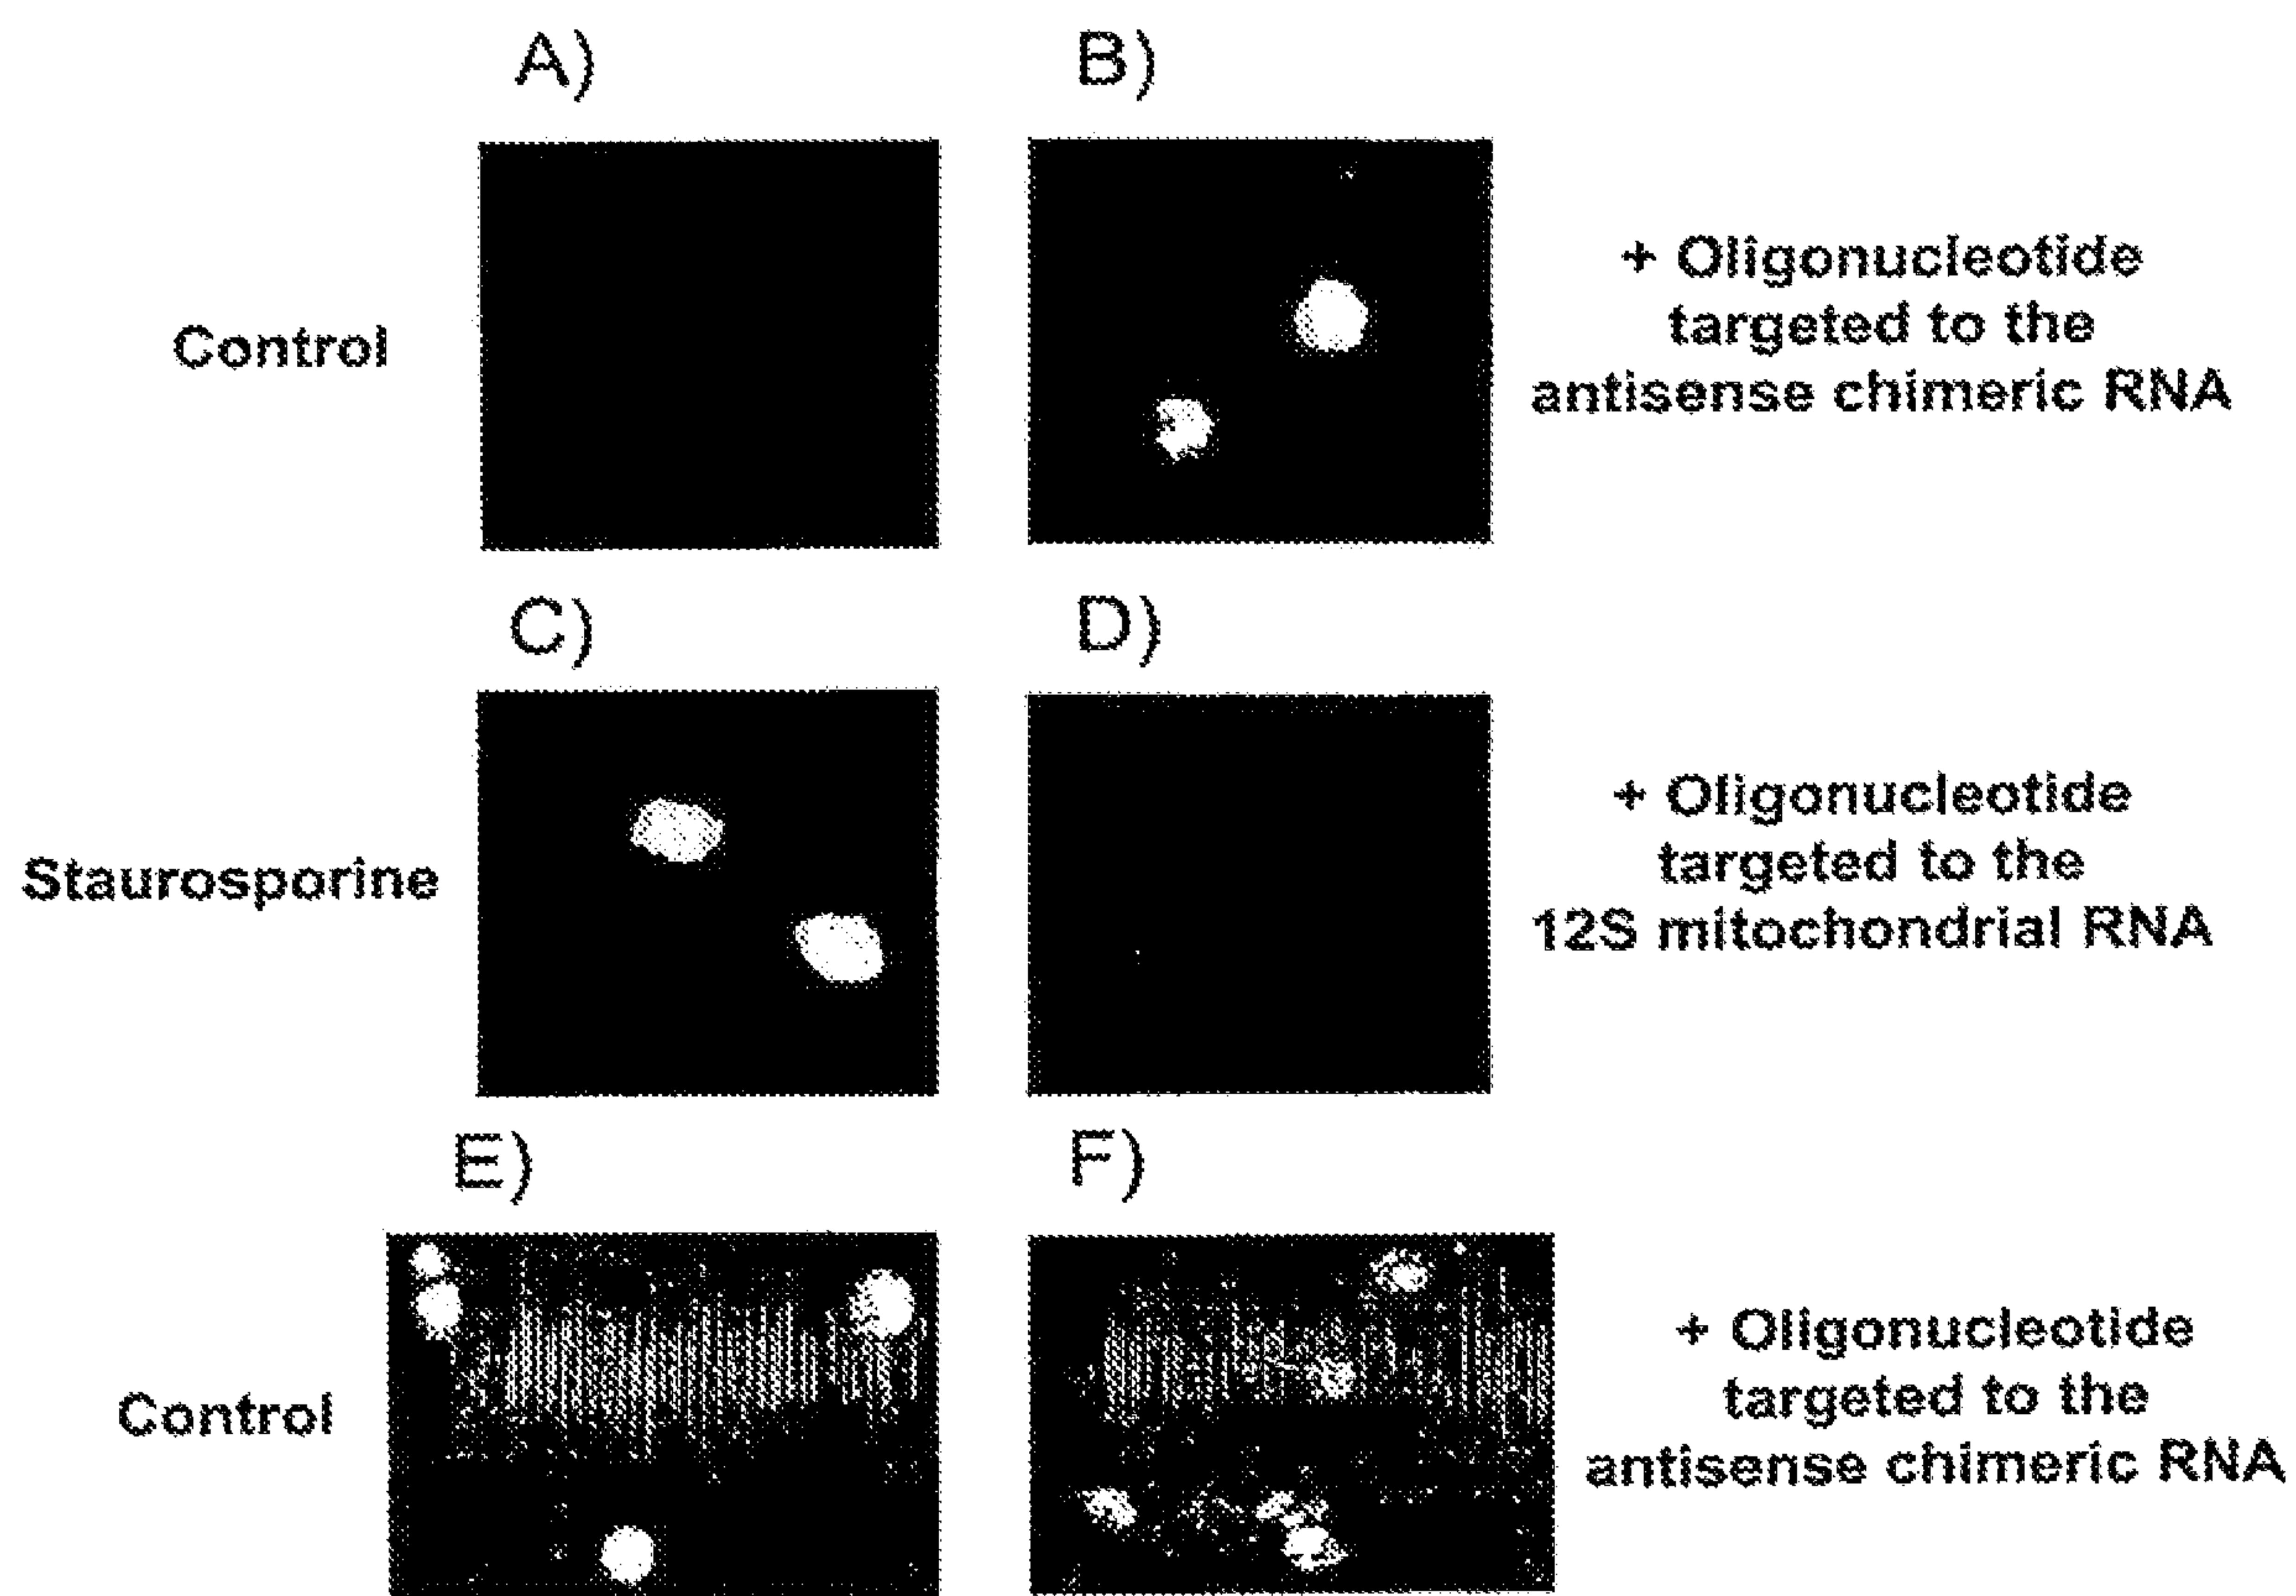 A)
B)
Control
+ Oligonucleotide
targeted to the
antisense chimeric RNA
C)
D)
Staurosporine
+ Oligonucleotide
targeted to the
12S mitochondrial RNA
E)
F)
Control
+ Oligonucleotide
targeted to the
antisense chimeric RNA